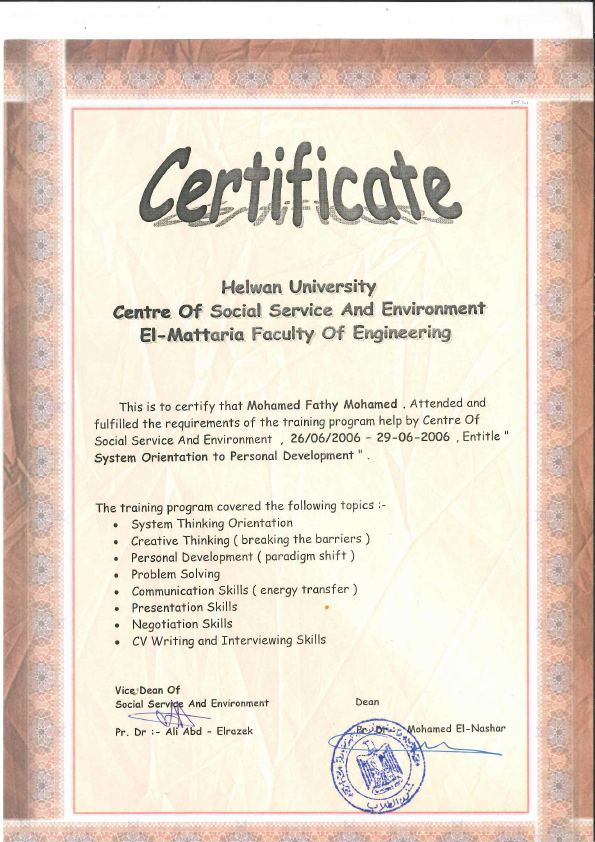 Certificate
Helwan University
Centre Of Social Service And Environment
El-Mattaria Faculty Of Engineering
This is to certify that Mohamed Fathy Mohamed . Attended and
fulfilled the requirements of the training program help by Centre Of
Social Service And Environment , 26/06/2006 – 29-06-2006 , Entitle "
System Orientation to Personal Development " .
The training program covered the following topics :-
• System Thinking Orientation
• Creative Thinking ( breaking the barriers )
• Personal Development ( paradigm shift )
• Problem Solving
• Communication Skills ( energy transfer )
• Presentation Skills
• Negotiation Skills
• CV Writing and Interviewing Skills
Vice Dean Of
Social Service And Environment
Dean
Pr. Dr :- Ali Abd - Elrazek
Pr. Dr Mohamed El-Nashar